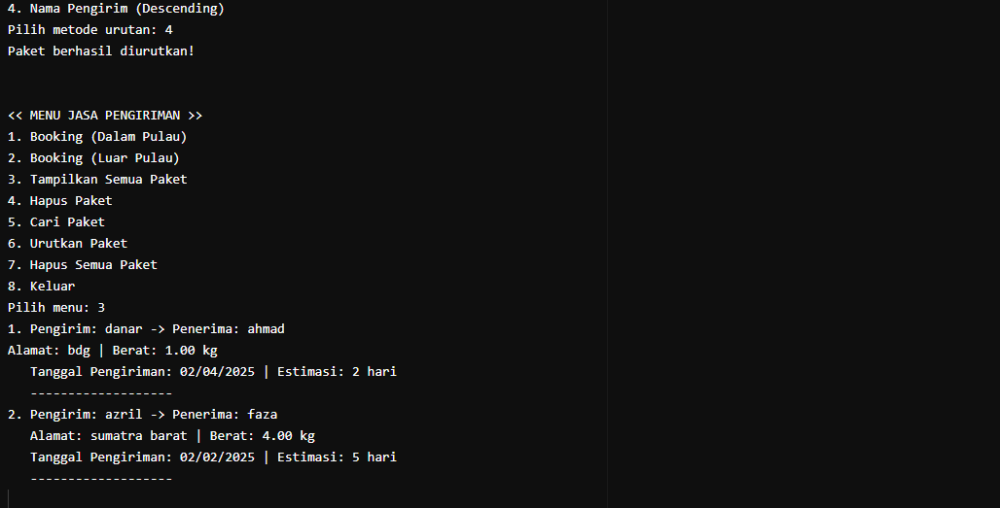 4. Nama Pengirim (Descending)
Pilih metode urutan: 4
Paket berhasil diurutkan!
<< MENU JASA PENGIRIMAN >>
1. Booking (Dalam Pulau)
2. Booking (Luar Pulau)
3. Tampilkan Semua Paket
4. Hapus Paket
5. Cari Paket
6. Urutkan Paket
7. Hapus Semua Paket
8. Keluar
Pilih menu: 3
1. Pengirim: danar -> Penerima: ahmad
Alamat: bdg | Berat: 1.00 kg
   Tanggal Pengiriman: 02/04/2025 | Estimasi: 2 hari
   -------------------
2. Pengirim: azril -> Penerima: faza
   Alamat: sumatra barat | Berat: 4.00 kg
   Tanggal Pengiriman: 02/02/2025 | Estimasi: 5 hari
   -------------------